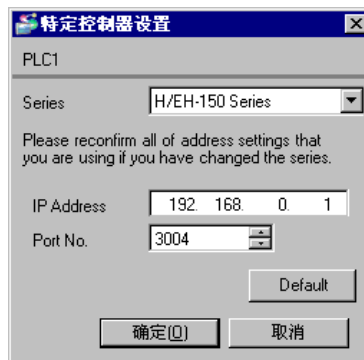 特定控制器设置
PLC1
Series H/EH-150 Series
Please reconfirm all of address settings that
you are using if you have changed the series.
IP Address 192. 168. 0. 1
Port No. 3004
Default
确定(O) 取消